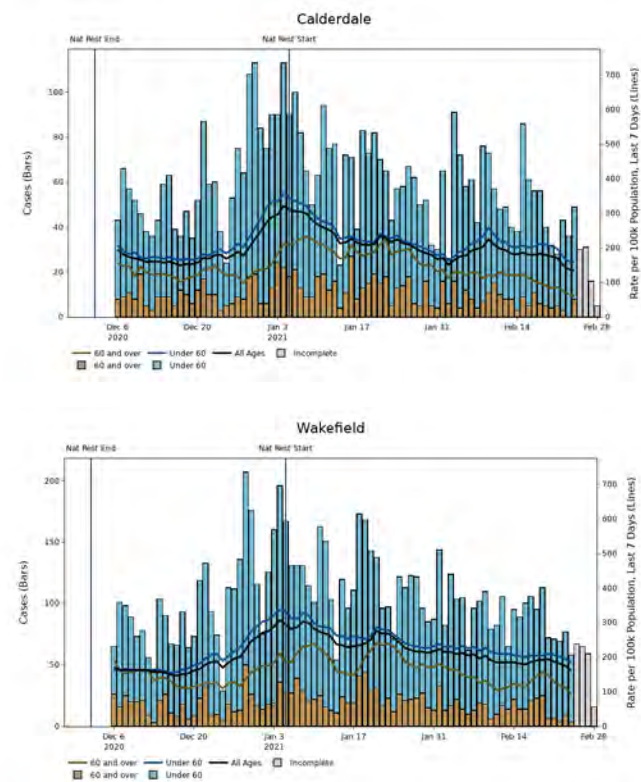 Calderdale
Nat Rest End Nat Rest Start
100
80
60
40
20
0
Cases (Bars)
700
600
500
400
300
200
100
0
Rate per 100k Population, Last 7 Days (Lines)
Dec 6 Dec 20 Jan 3 Jan 17 Jan 31 Feb 14 Feb 28
2020 2021
60 and over Under 60 All Ages Incomplete
60 and over Under 60
Wakefield
Nat Rest End Nat Rest Start
200
150
100
50
0
Cases (Bars)
700
600
500
400
300
200
100
0
Rate per 100k Population, Last 7 Days (Lines)
Dec 6 Dec 20 Jan 3 Jan 17 Jan 31 Feb 14 Feb 28
2020 2021
60 and over Under 60 All Ages Incomplete
60 and over Under 60